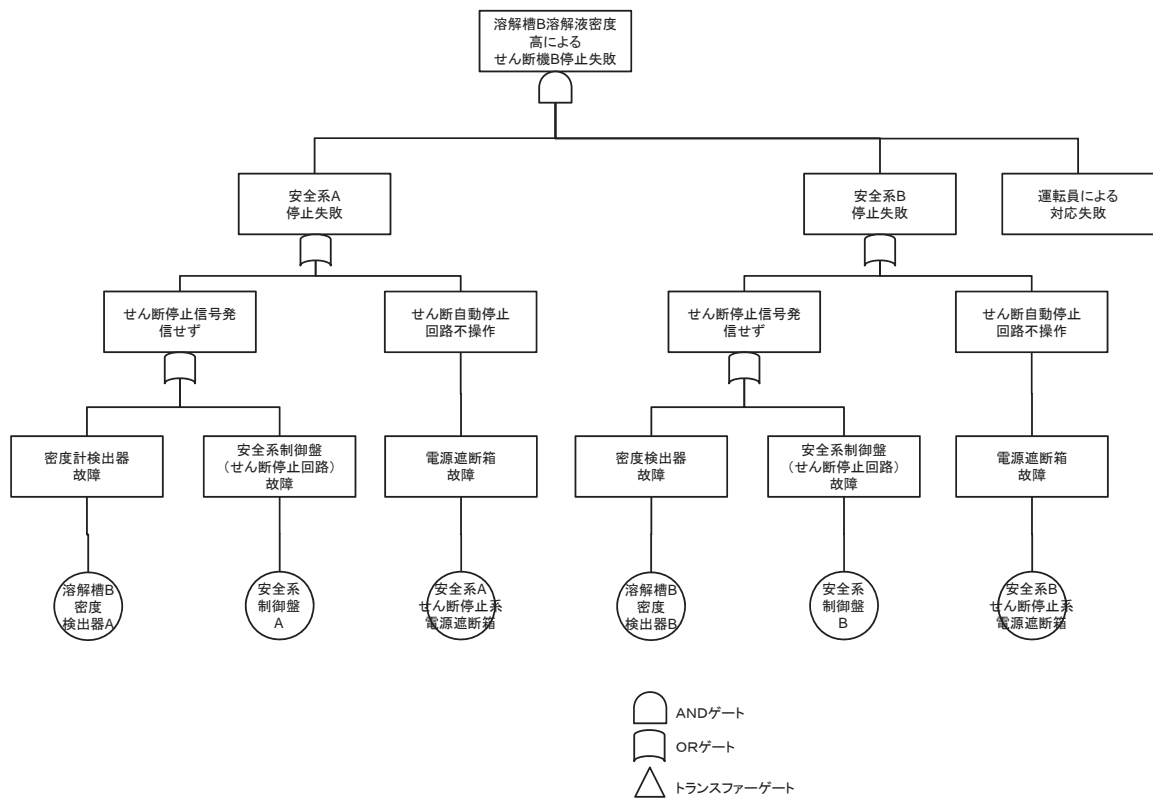 溶解槽B溶解液密度
高による
せん断機B停止失敗
安全系A
停止失敗
安全系B
停止失敗
運転員による
対応失敗
せん断停止信号発
信せず
せん断自動停止
回路不操作
せん断停止信号発
信せず
せん断自動停止
回路不操作
密度計検出器
故障
安全系制御盤
(せん断停止回路)
故障
電源遮断箱
故障
密度検出器
故障
安全系制御盤
(せん断停止回路)
故障
電源遮断箱
故障
溶解槽B
密度
検出器A
安全系
制御盤
A
安全系A
せん断停止系
電源遮断箱
溶解槽B
密度
検出器B
安全系
制御盤
B
安全系B
せん断停止系
電源遮断箱
ANDゲート
ORゲート
トランスファーゲート